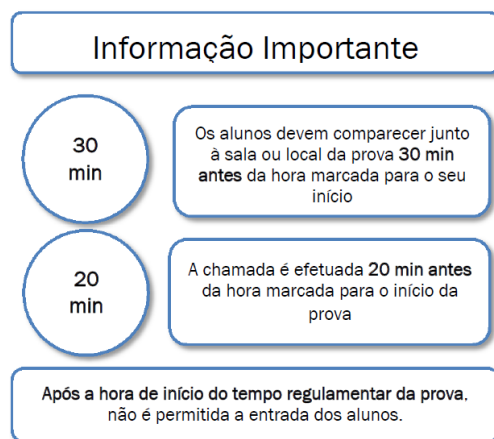 Informação Importante
30
min
Os alunos devem comparecer junto
à sala ou local da prova 30 min
antes da hora marcada para o seu
início
20
min
A chamada é efetuada 20 min antes
da hora marcada para o início da
prova
Após a hora de início do tempo regulamentar da prova,
não é permitida a entrada dos alunos.